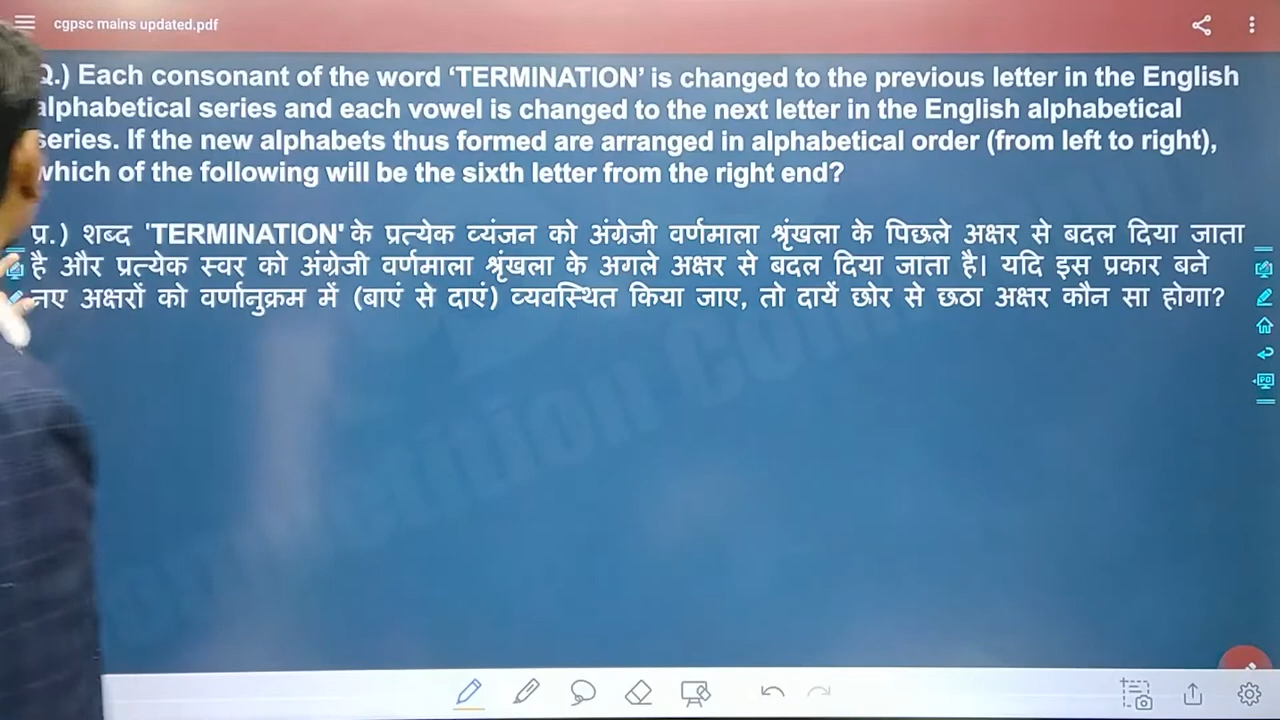 cgpsc mains updated.pdf
Q.) Each consonant of the word ‘TERMINATION’ is changed to the previous letter in the English
alphabetical series and each vowel is changed to the next letter in the English alphabetical
series. If the new alphabets thus formed are arranged in alphabetical order (from left to right),
which of the following will be the sixth letter from the right end?
प्र.) शब्द 'TERMINATION' के प्रत्येक व्यंजन को अंग्रेजी वर्णमाला श्रृंखला के पिछले अक्षर से बदल दिया जाता
है और प्रत्येक स्वर को अंग्रेजी वर्णमाला श्रृंखला के अगले अक्षर से बदल दिया जाता है। यदि इस प्रकार बने
नए अक्षरों को वर्णानुक्रम में (बाएं से दाएं) व्यवस्थित किया जाए, तो दायें छोर से छठा अक्षर कौन सा होगा?